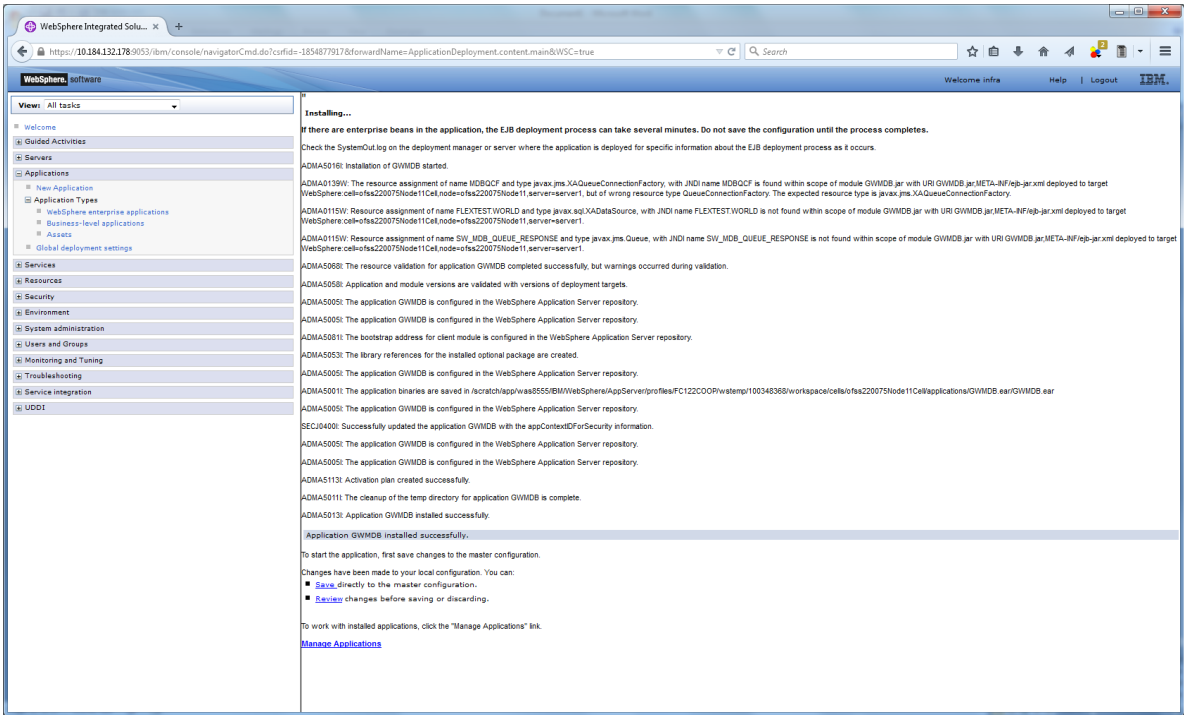 WebSphere Integrated Solu... × +
https://10.184.132.178:9053/ibm/console/navigatorCmd.do?csrfid=-1854877917&forwardName=ApplicationDeployment.content.main&WSC=true
Search
2
WebSphere. software
Welcome infra Help | Logout IBM.
View: All tasks
Welcome
Guided Activities
Servers
Applications
New Application
Application Types
WebSphere enterprise applications
Business-level applications
Assets
Global deployment settings
Services
Resources
Security
Environment
System administration
Users and Groups
Monitoring and Tuning
Troubleshooting
Service integration
UDDI
"
Installing...
If there are enterprise beans in the application, the EJB deployment process can take several minutes. Do not save the configuration until the process completes.
Check the SystemOut.log on the deployment manager or server where the application is deployed for specific information about the EJB deployment process as it occurs.
ADMA5016I: Installation of GWMDB started.
ADMA0139W: The resource assignment of name MDBQCF and type javax.jms.XAQueueConnectionFactory, with JNDI name MDBQCF is found within scope of module GWMDB.jar with URI GWMDB.jar,META-INF/ejb-jar.xml deployed to target
WebSphere:cell=ofss220075Node11Cell,node=ofss220075Node11,server=server1, but of wrong resource type QueueConnectionFactory. The expected resource type is javax.jms.XAQueueConnectionFactory.
ADMA0115W: Resource assignment of name FLEXTEST.WORLD and type javax.sql.XADataSource, with JNDI name FLEXTEST.WORLD is not found within scope of module GWMDB.jar with URI GWMDB.jar,META-INF/ejb-jar.xml deployed to target
WebSphere:cell=ofss220075Node11Cell,node=ofss220075Node11,server=server1.
ADMA0115W: Resource assignment of name SW_MDB_QUEUE_RESPONSE and type javax.jms.Queue, with JNDI name SW_MDB_QUEUE_RESPONSE is not found within scope of module GWMDB.jar with URI GWMDB.jar,META-INF/ejb-jar.xml deployed to target
WebSphere:cell=ofss220075Node11Cell,node=ofss220075Node11,server=server1.
ADMA5068I: The resource validation for application GWMDB completed successfully, but warnings occurred during validation.
ADMA5058I: Application and module versions are validated with versions of deployment targets.
ADMA5005I: The application GWMDB is configured in the WebSphere Application Server repository.
ADMA5005I: The application GWMDB is configured in the WebSphere Application Server repository.
ADMA5081I: The bootstrap address for client module is configured in the WebSphere Application Server repository.
ADMA5053I: The library references for the installed optional package are created.
ADMA5005I: The application GWMDB is configured in the WebSphere Application Server repository.
ADMA5001I: The application binaries are saved in /scratch/app/was8555/IBM/WebSphere/AppServer/profiles/FC122COOP/wstemp/100348368/workspace/cells/ofss220075Node11Cell/applications/GWMDB.ear/GWMDB.ear
ADMA5005I: The application GWMDB is configured in the WebSphere Application Server repository.
SECJ0400I: Successfully updated the application GWMDB with the appContextIDForSecurity information.
ADMA5005I: The application GWMDB is configured in the WebSphere Application Server repository.
ADMA5005I: The application GWMDB is configured in the WebSphere Application Server repository.
ADMA5113I: Activation plan created successfully.
ADMA5011I: The cleanup of the temp directory for application GWMDB is complete.
ADMA5013I: Application GWMDB installed successfully.
Application GWMDB installed successfully.
To start the application, first save changes to the master configuration.
Changes have been made to your local configuration. You can:
Save directly to the master configuration.
Review changes before saving or discarding.
To work with installed applications, click the "Manage Applications" link.
Manage Applications